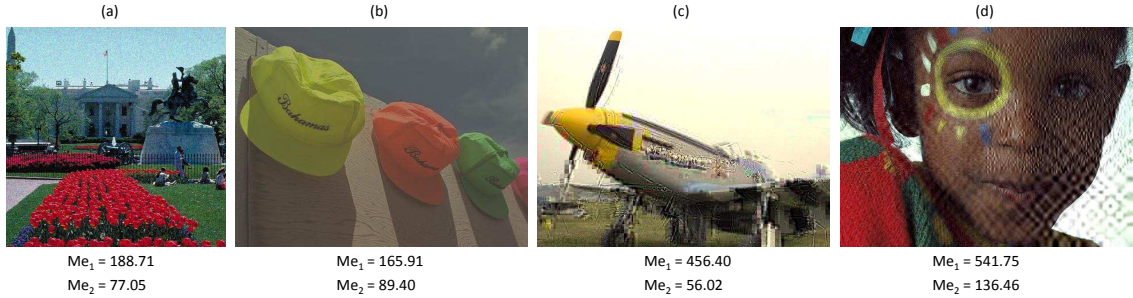 (a) (b) (c) (d)
Bahamas
Me₁ = 188.71 Me₁ = 165.91 Me₁ = 456.40 Me₁ = 541.75
Me₂ = 77.05 Me₂ = 89.40 Me₂ = 56.02 Me₂ = 136.46